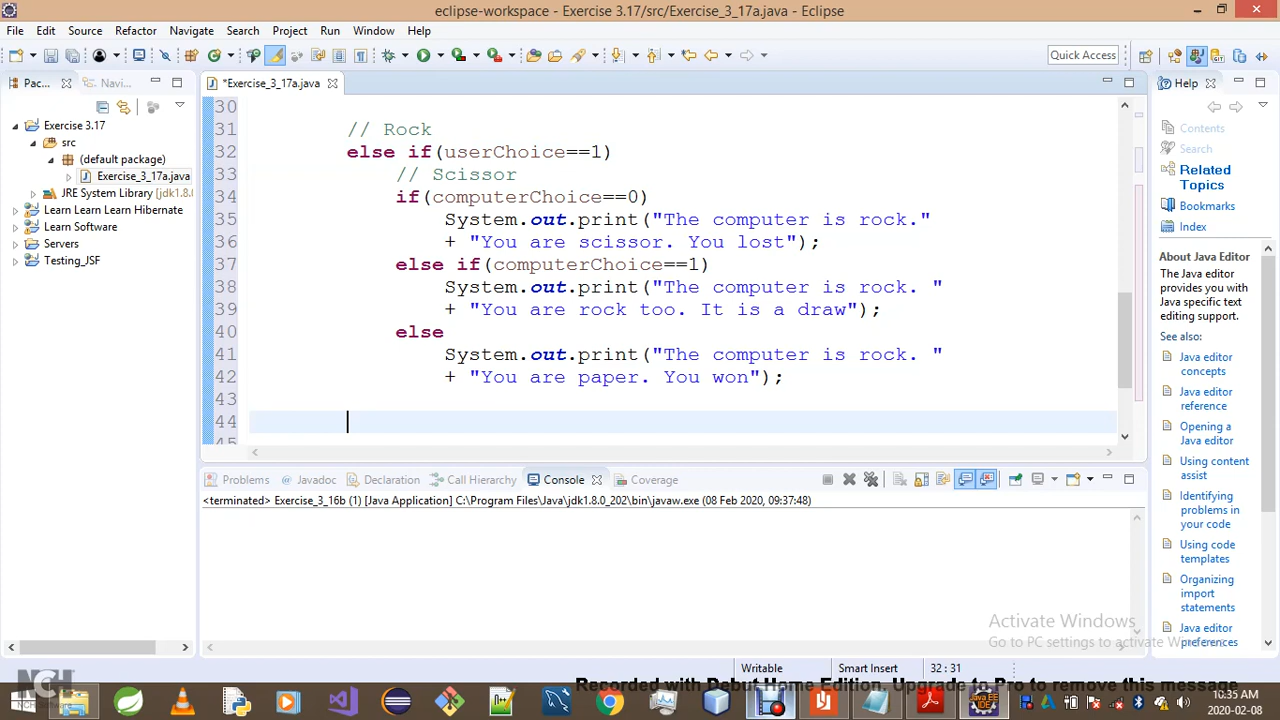 eclipse-workspace - Exercise 3.17/src/Exercise_3_17a.java - Eclipse
File Edit Source Refactor Navigate Search Project Run Window Help
Quick Access
Pac... Navi... *Exercise_3_17a.java Help
Exercise 3.17
src
(default package)
Exercise_3_17a.java
JRE System Library [jdk1.8.0
Learn Learn Learn Hibernate
Learn Software
Servers
Testing_JSF
30
31 // Rock
32 else if(userChoice==1)
33 // Scissor
34 if(computerChoice==0)
35 System.out.print("The computer is rock."
36 + "You are scissor. You lost");
37 else if(computerChoice==1)
38 System.out.print("The computer is rock. "
39 + "You are rock too. It is a draw");
40 else
41 System.out.print("The computer is rock. "
42 + "You are paper. You won");
43
44
45
Contents
Search
Related
Topics
Bookmarks
Index
About Java Editor
The Java editor
provides you with
Java specific text
editing support.
See also:
Java editor
concepts
Java editor
reference
Opening a
Java editor
Using content
assist
Identifying
problems in
your code
Using code
templates
Organizing
import
statements
Java editor
preferences
Problems Javadoc Declaration Call Hierarchy Console Coverage
<terminated> Exercise_3_16b (1) [Java Application] C:\Program Files\Java\jdk1.8.0_202\bin\javaw.exe (08 Feb 2020, 09:37:48)
Activate Windows
Go to PC settings to activate Windows.
Writable Smart Insert 32 : 31
Recorded with Debut Home Edition. Upgrade to Pro to remove this message
NCH
NCH Software
10:35 AM
2020-02-08